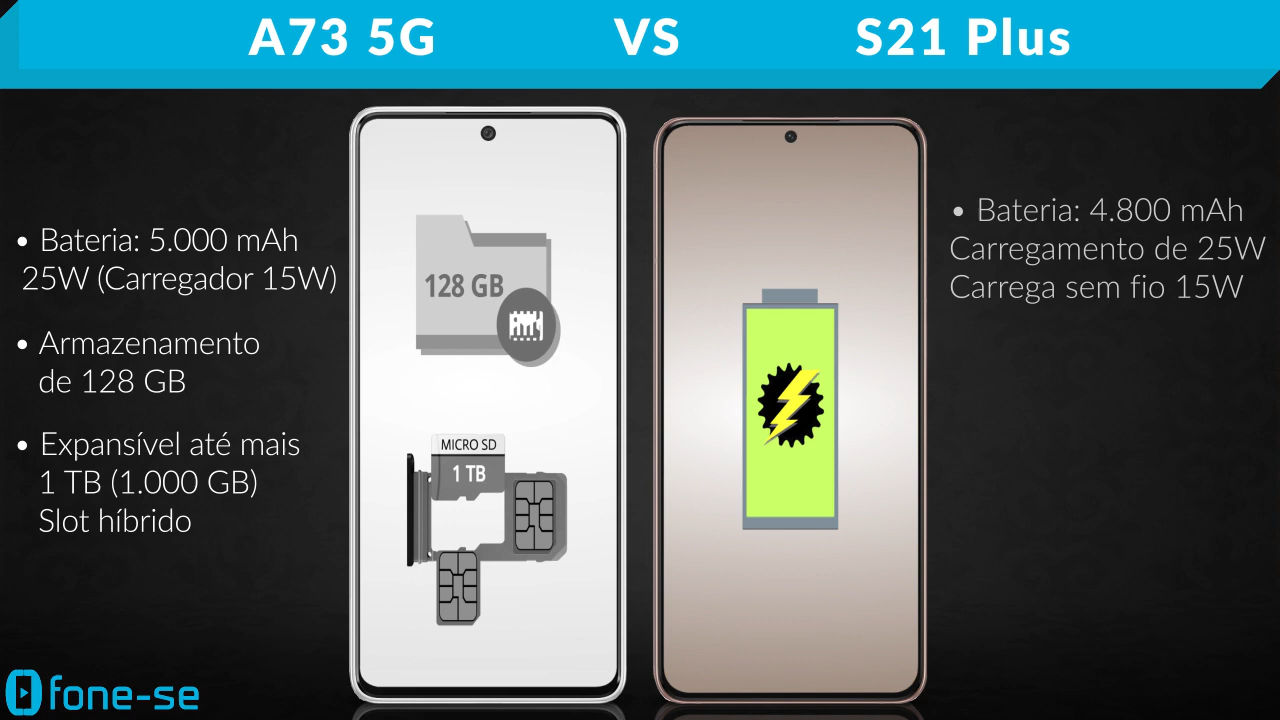 A73 5G VS S21 Plus
• Bateria: 5.000 mAh
25W (Carregador 15W)
• Armazenamento
de 128 GB
• Expansível até mais
1 TB (1.000 GB)
Slot híbrido
128 GB
MICRO SD
1 TB
• Bateria: 4.800 mAh
Carregamento de 25W
Carrega sem fio 15W
fone-se